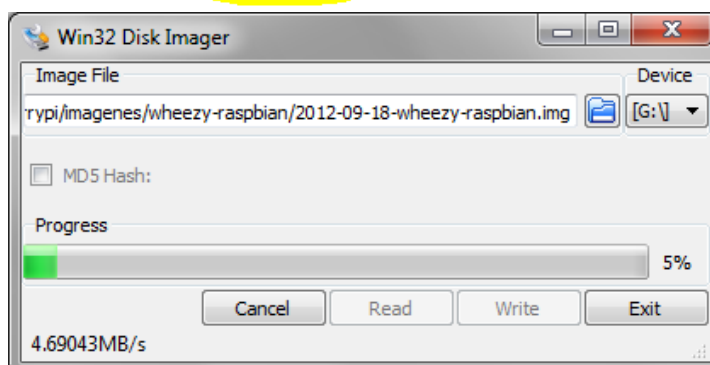 Win32 Disk Imager
Image File
Device
rypi/imagenes/wheezy-raspbian/2012-09-18-wheezy-raspbian.img
[G:\]
MD5 Hash:
Progress
5%
Cancel Read Write Exit
4.69043MB/s